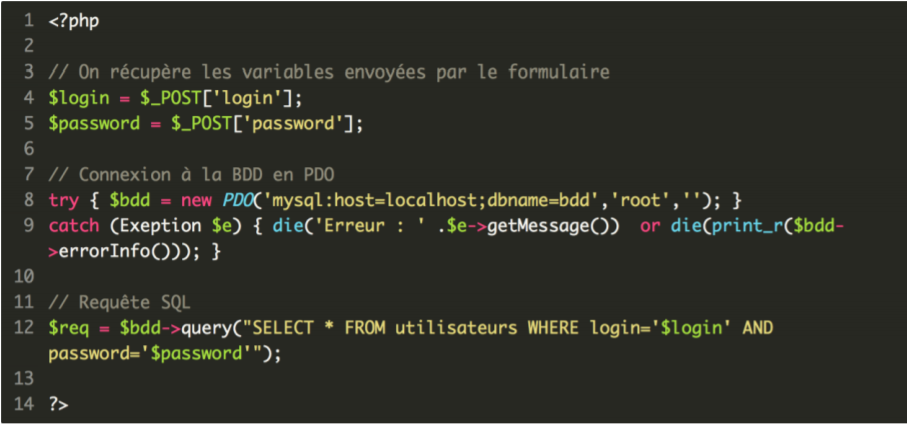 1 <?php
2
3 // On récupère les variables envoyées par le formulaire
4 $login = $_POST['login'];
5 $password = $_POST['password'];
6
7 // Connexion à la BDD en PDO
8 try { $bdd = new PDO('mysql:host=localhost;dbname=bdd','root',''); }
9 catch (Exeption $e) { die('Erreur : ' .$e->getMessage())  or die(print_r($bdd-
>errorInfo())); }
10
11 // Requête SQL
12 $req = $bdd->query("SELECT * FROM utilisateurs WHERE login='$login' AND
password='$password'");
13
14 ?>